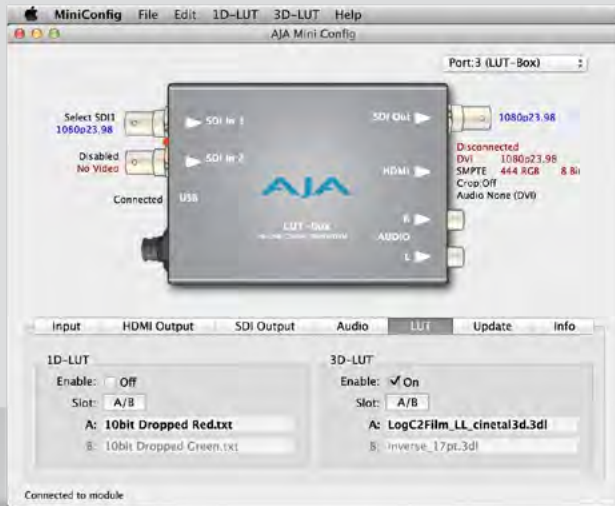 MiniConfig File Edit 1D-LUT 3D-LUT Help
AJA Mini Config
Port:3 (LUT-Box)
Select SDI1
1080p23.98
Disabled
No Video
Connected
SDI In 1
SDI In 2
USB
AJA
LUT-Box
SDI Out
HDMI
R
AUDIO
L
1080p23.98
Disconnected
DVI 1080p23.98
SMPTE 444 RGB 8 Bit
Crop Off
Audio None (DVI)
Input HDMI Output SDI Output Audio LUT Update Info
1D-LUT
Enable: Off
Slot: A/B
A: 10bit Dropped Red.txt
B: 10bit Dropped Green.txt
3D-LUT
Enable: On
Slot: A/B
A: LogC2Film_LL_cinetal3d.3dl
B: inverse_17pt.3dl
Connected to module